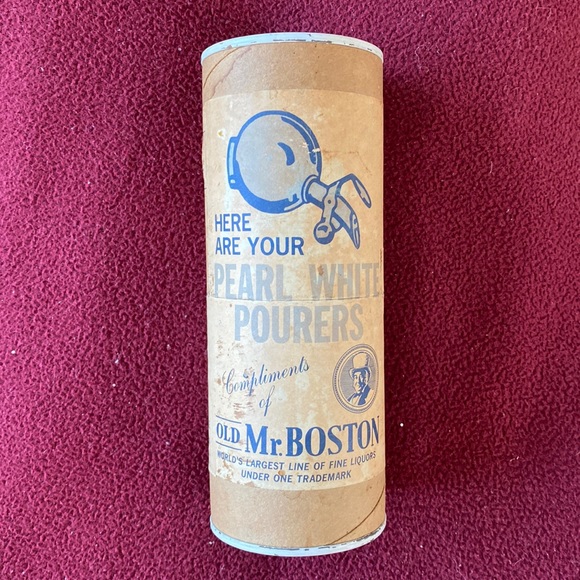 HERE
ARE YOUR
PEARL WHITE
POURERS
Compliments
of
OLD Mr. BOSTON
WORLD'S LARGEST LINE OF FINE LIQUORS
UNDER ONE TRADEMARK